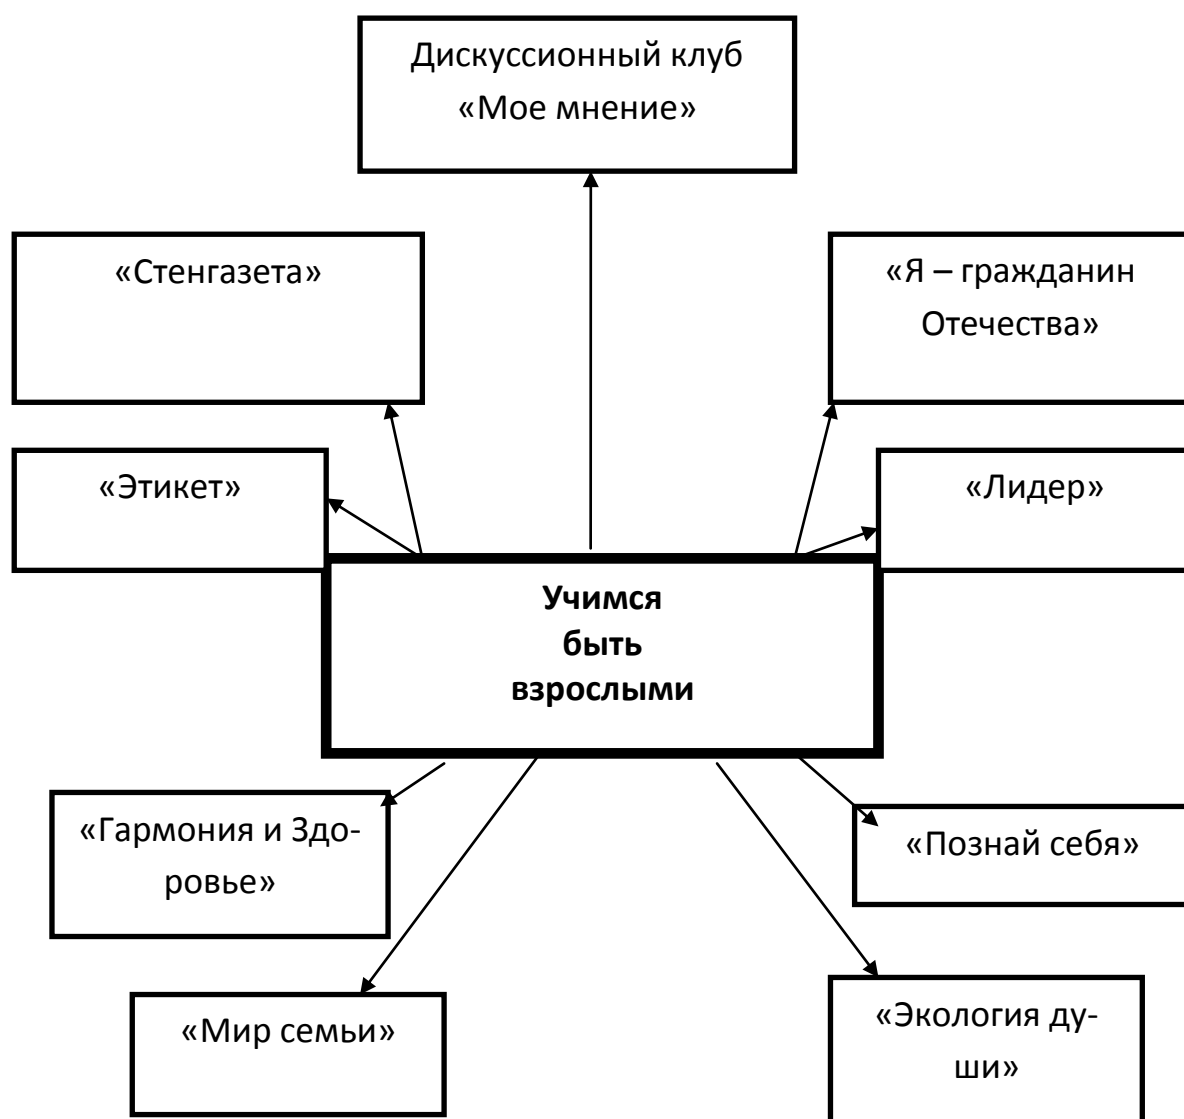 Дискуссионный клуб
«Мое мнение»
«Стенгазета»
«Я – гражданин
Отечества»
«Этикет»
«Лидер»
Учимся
быть
взрослыми
«Гармония и Здо-
ровье»
«Познай себя»
«Мир семьи»
«Экология ду-
ши»